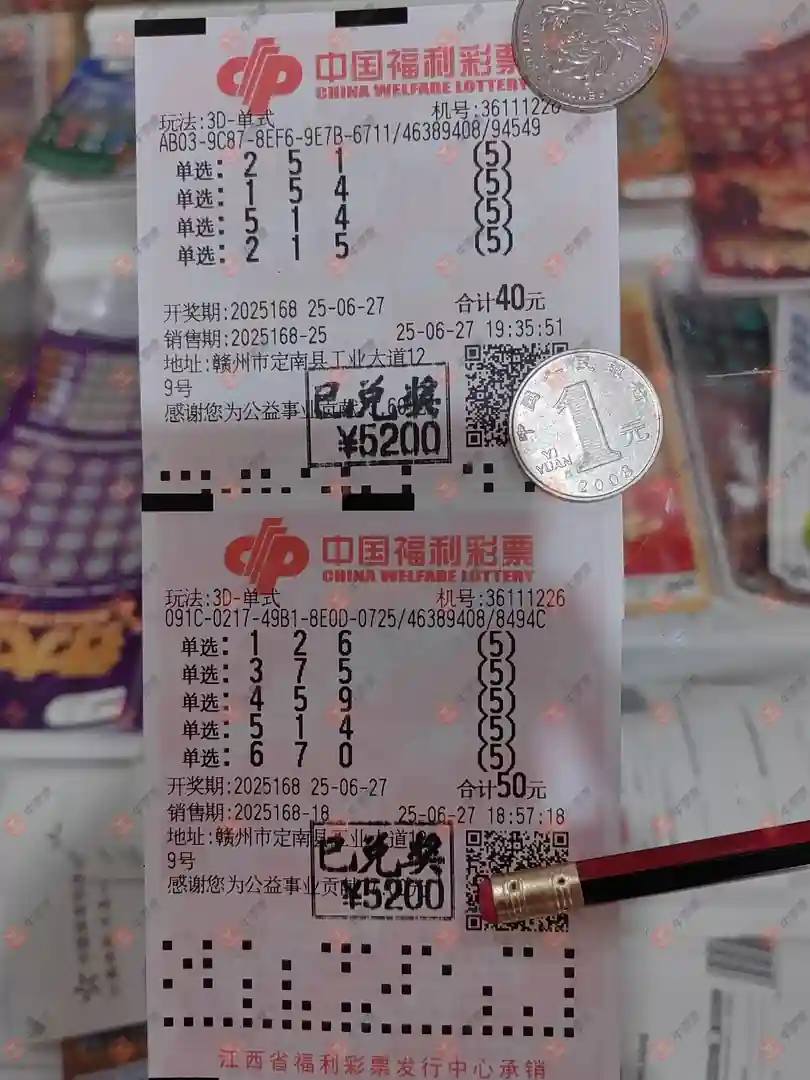 中国福利彩票
CHINA WELFARE LOTTERY
玩法:3D-单式 机号:36111226
AB03-9C87-8EF6-9E7B-6711/46389408/94549
单选: 2 5 1 (5)
单选: 1 5 4 (5)
单选: 5 1 4 (5)
单选: 2 1 5 (5)
开奖期:2025168 25-06-27 合计40元
销售期:2025168-25 25-06-27 19:35:51
地址:赣州市定南县工业大道12
9号
感谢您为公益事业贡献
已兑奖
¥5200
中国
1元
YI YUAN
2008
中国福利彩票
CHINA WELFARE LOTTERY
玩法:3D-单式 机号:36111226
091C-0217-49B1-8E0D-0725/46389408/8494C
单选: 1 2 6 (5)
单选: 3 7 5 (5)
单选: 4 5 9 (5)
单选: 5 1 4 (5)
单选: 6 7 0 (5)
开奖期:2025168 25-06-27 合计50元
销售期:2025168-18 25-06-27 18:57:18
地址:赣州市定南县工业大道1
9号
感谢您为公益事业贡献
已兑奖
¥5200
江西省福利彩票发行中心承销